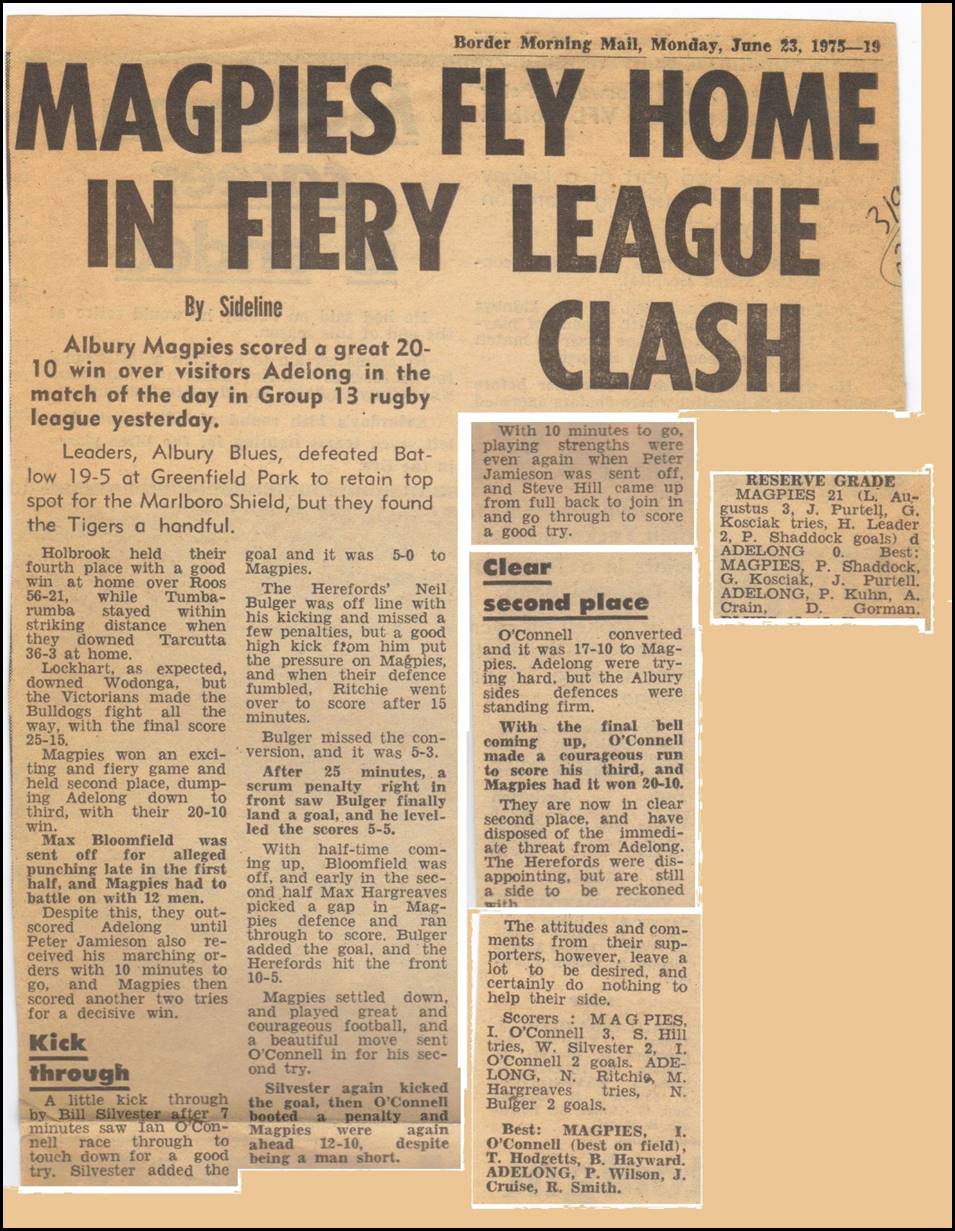 Border Morning Mail, Monday, June 23, 1975—19
MAGPIES FLY HOME
IN FIERY LEAGUE
CLASH
By Sideline
Albury Magpies scored a great 20-
10 win over visitors Adelong in the
match of the day in Group 13 rugby
league yesterday.
Leaders, Albury Blues, defeated Bat-
low 19-5 at Greenfield Park to retain top
spot for the Marlboro Shield, but they found
the Tigers a handful.
Holbrook held their
fourth place with a good
win at home over Roos
56-21, while Tumba-
rumba stayed within
striking distance when
they downed Tarcutta
36-3 at home.
Lockhart, as expected,
downed Wodonga, but
the Victorians made the
Bulldogs fight all the
way, with the final score
25-15.
Magpies won an exci-
ting and fiery game and
held second place, dump-
ing Adelong down to
third, with their 20-10
win.
Max Bloomfield was
sent off for alleged
punching late in the first
half, and Magpies had to
battle on with 12 men.
Despite this, they out-
scored Adelong until
Peter Jamieson also re-
ceived his marching or-
ders with 10 minutes to
go, and Magpies then
scored another two tries
for a decisive win.
Kick
through
A little kick through
by Bill Silvester after 7
minutes saw Ian O'Con-
nell race through to
touch down for a good
try. Silvester added the
goal and it was 5-0 to
Magpies.
The Herefords' Neil
Bulger was off line with
his kicking and missed a
few penalties, but a good
high kick from him put
the pressure on Magpies,
and when their defence
fumbled, Ritchie went
over to score after 15
minutes.
Bulger missed the con-
version, and it was 5-3.
After 25 minutes, a
scrum penalty right in
front saw Bulger finally
land a goal, and he level-
led the scores 5-5.
With half-time com-
ing up, Bloomfield was
off, and early in the sec-
ond half Max Hargreaves
picked a gap in Mag-
pies defence and ran
through to score. Bulger
added the goal, and the
Herefords hit the front
10-5.
Magpies settled down,
and played great and
courageous football, and
a beautiful move sent
O'Connell in for his sec-
ond try.
Silvester again kicked
the goal, then O'Connell
booted a penalty and
Magpies were again
ahead 12-10, despite
being a man short.
With 10 minutes to go,
playing strengths were
even again when Peter
Jamieson was sent off,
and Steve Hill came up
from full back to join in
and go through to score
a good try.
Clear
second place
O'Connell converted
and it was 17-10 to Mag-
pies. Adelong were try-
ing hard, but the Albury
sides defences were
standing firm.
With the final bell
coming up, O'Connell
made a courageous run
to score his third, and
Magpies had it won 20-10.
They are now in clear
second place, and have
disposed of the immedi-
ate threat from Adelong.
The Herefords were dis-
appointing, but are still
a side to be reckoned
with
The attitudes and com-
ments from their sup-
porters, however, leave a
lot to be desired, and
certainly do nothing to
help their side.
Scorers : MAGPIES,
I. O'Connell 3, S. Hill
tries, W. Silvester 2, I.
O'Connell 2 goals. ADE-
LONG, N. Ritchie, M.
Hargreaves tries, N.
Bulger 2 goals.
Best: MAGPIES, I.
O'Connell (best on field),
T. Hodgetts, B. Hayward.
ADELONG, P. Wilson, J.
Cruise, R. Smith.
RESERVE GRADE
MAGPIES 21 (L. Au-
gustus 3, J. Purtell, G.
Kosciak tries, H. Leader
2, P. Shaddock goals) d
ADELONG 0. Best:
MAGPIES, P. Shaddock,
G. Kosciak, J. Purtell.
ADELONG, P. Kuhn, A.
Crain, D. Gorman.